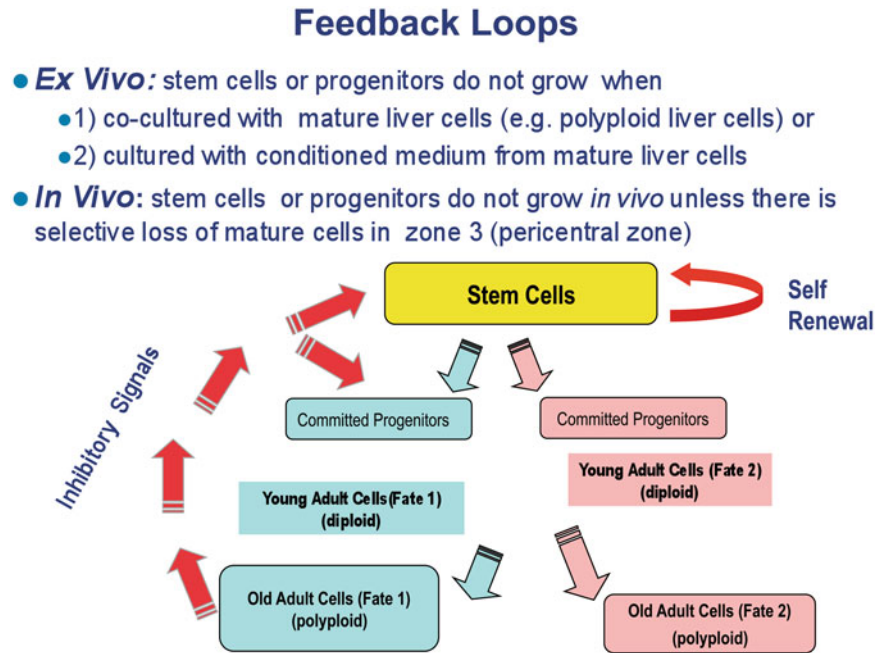 Feedback Loops
• Ex Vivo: stem cells or progenitors do not grow when
• 1) co-cultured with mature liver cells (e.g. polyploid liver cells) or
• 2) cultured with conditioned medium from mature liver cells
• In Vivo: stem cells or progenitors do not grow in vivo unless there is
selective loss of mature cells in zone 3 (pericentral zone)
Stem Cells
Self
Renewal
Inhibitory Signals
Committed Progenitors
Committed Progenitors
Young Adult Cells (Fate 1)
(diploid)
Young Adult Cells (Fate 2)
(diploid)
Old Adult Cells (Fate 1)
(polyploid)
Old Adult Cells (Fate 2)
(polyploid)